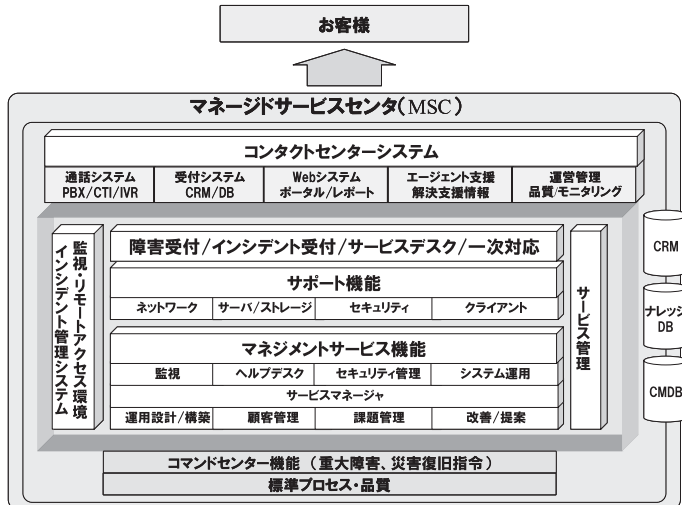 お客様
マネージドサービスセンタ(MSC)
コンタクトセンターシステム
通話システム
PBX/CTI/IVR
受付システム
CRM/DB
Webシステム
ポータル/レポート
エージェント支援
解決支援情報
運営管理
品質/モニタリング
監視・リモートアクセス環境
インシデント管理システム
障害受付/インシデント受付/サービスデスク/一次対応
サポート機能
ネットワーク
サーバ/ストレージ
セキュリティ
クライアント
マネジメントサービス機能
監視
ヘルプデスク
セキュリティ管理
システム運用
サービスマネージャ
運用設計/構築
顧客管理
課題管理
改善/提案
サービス管理
CRM
ナレッジ
DB
CMDB
コマンドセンター機能（重大障害、災害復旧指令）
標準プロセス・品質